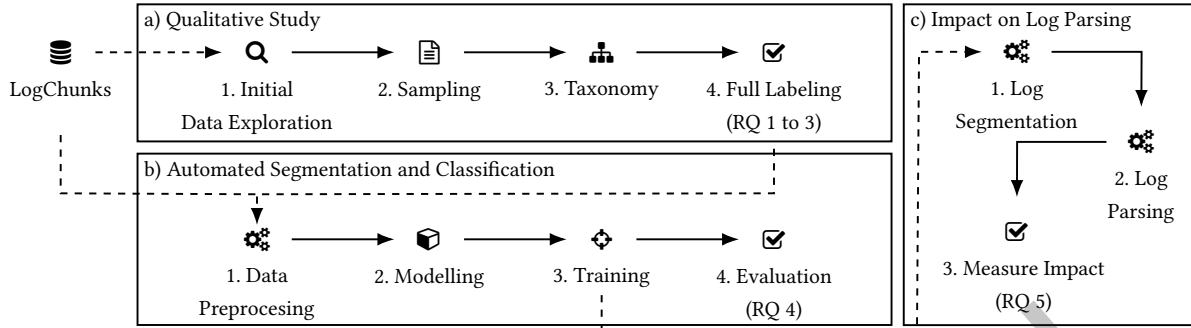 a) Qualitative Study
LogChunks
1. Initial
Data Exploration
2. Sampling
3. Taxonomy
4. Full Labeling
(RQ 1 to 3)
b) Automated Segmentation and Classification
1. Data
Preprocesing
2. Modelling
3. Training
4. Evaluation
(RQ 4)
c) Impact on Log Parsing
1. Log
Segmentation
2. Log
Parsing
3. Measure Impact
(RQ 5)